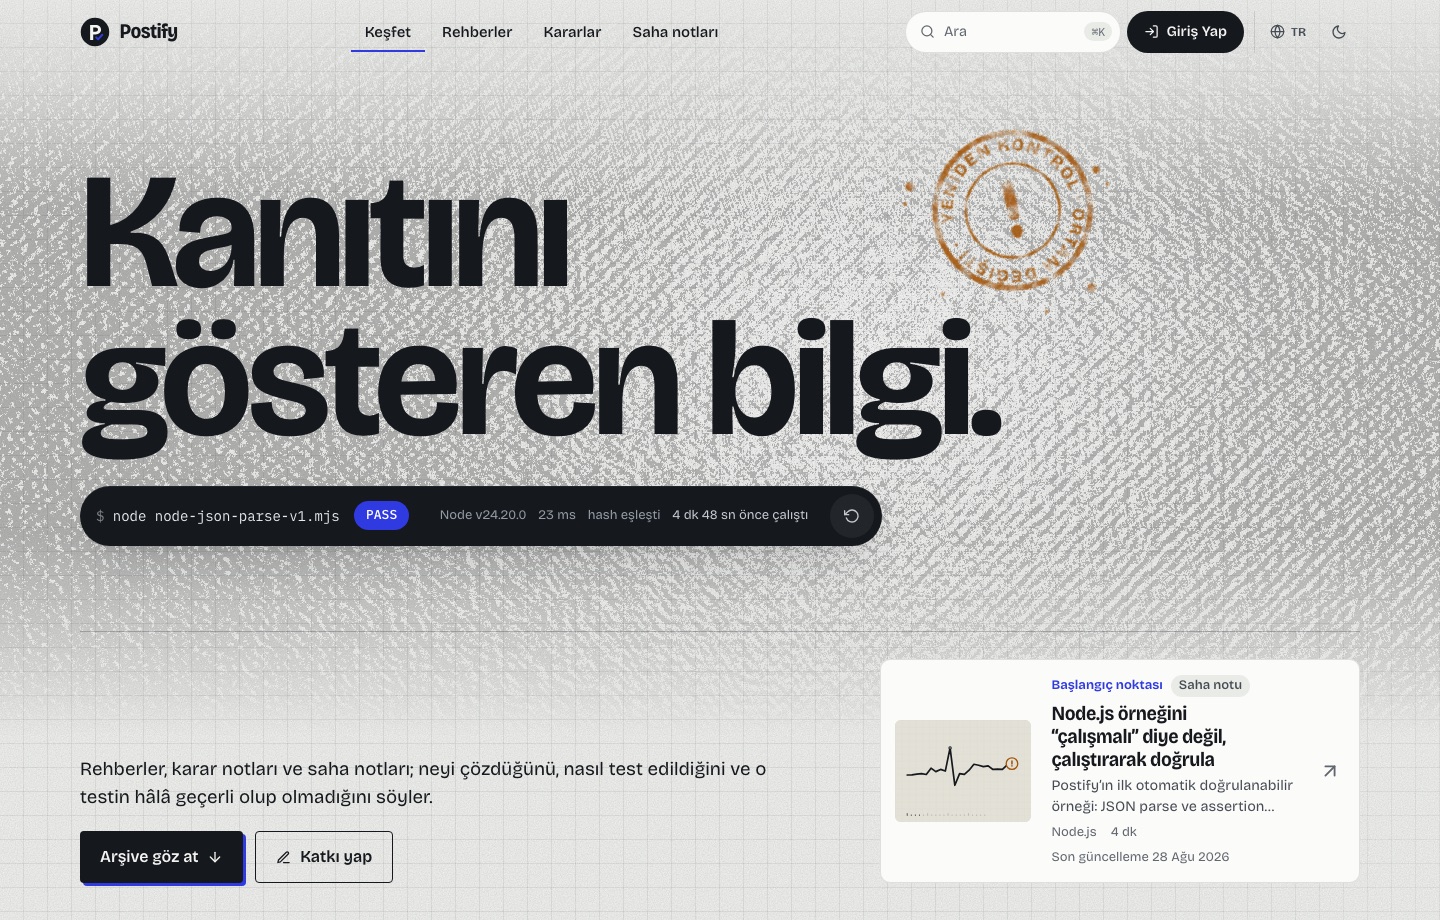 Postify
Keşfet
Rehberler
Kararlar
Saha notları
Ara
⌘K
Giriş Yap
TR
YENİDEN KONTROL
ORTAM DEĞİŞTİ
Kanıtını
gösteren bilgi.
$ node node-json-parse-v1.mjs
PASS
Node v24.20.0
23 ms
hash eşleşti
4 dk 48 sn önce çalıştı
Başlangıç noktası
Saha notu
Node.js örneğini
“çalışmalı” diye değil,
çalıştırarak doğrula
Postify'ın ilk otomatik doğrulanabilir
örneği: JSON parse ve assertion...
Node.js
4 dk
Son güncelleme 28 Ağu 2026
Rehberler, karar notları ve saha notları; neyi çözdüğünü, nasıl test edildiğini ve o
testin hâlâ geçerli olup olmadığını söyler.
Arşive göz at
Katkı yap